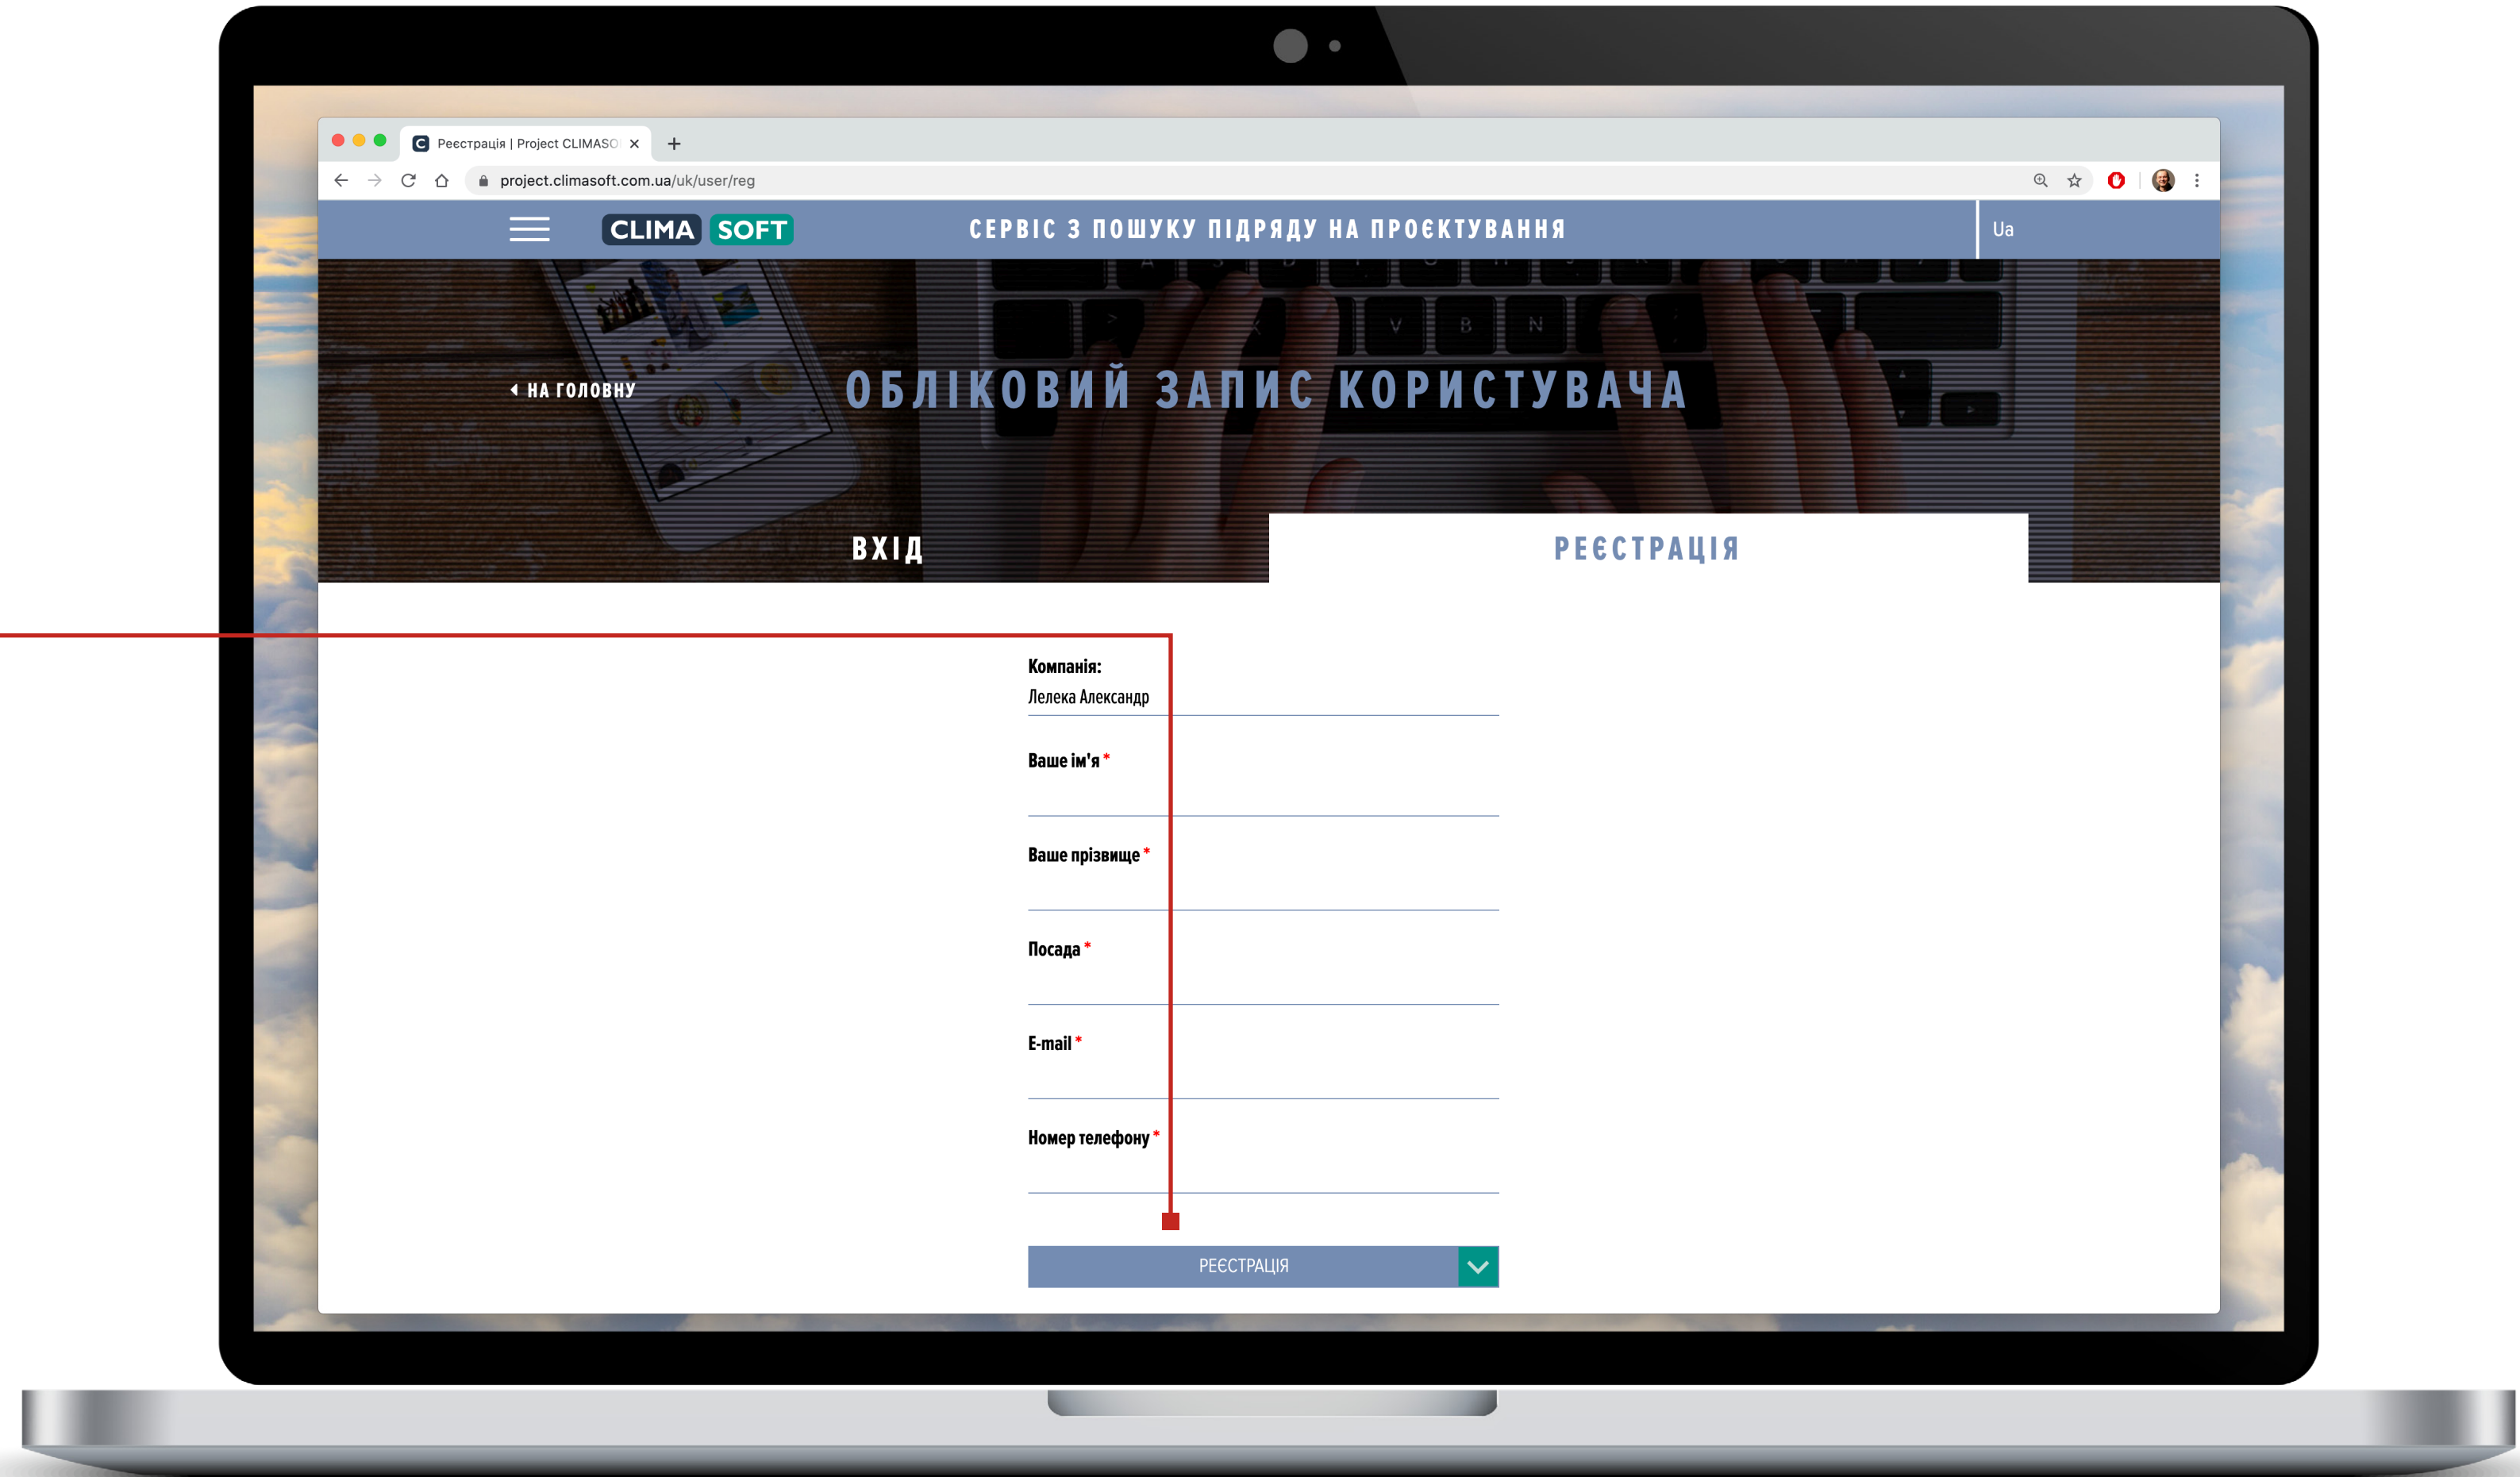 Реєстрація | Project CLIMASO
project.climasoft.com.ua/uk/user/reg
CLIMA SOFT
СЕРВІС З ПОШУКУ ПІДРЯДУ НА ПРОЄКТУВАННЯ
Ua
V B N
НА ГОЛОВНУ
ОБЛІКОВИЙ ЗАПИС КОРИСТУВАЧА
ВХІД
РЕЄСТРАЦІЯ
Компанія:
Лелека Александр
Ваше ім'я *
Ваше прізвище *
Посада *
E-mail *
Номер телефону *
РЕЄСТРАЦІЯ